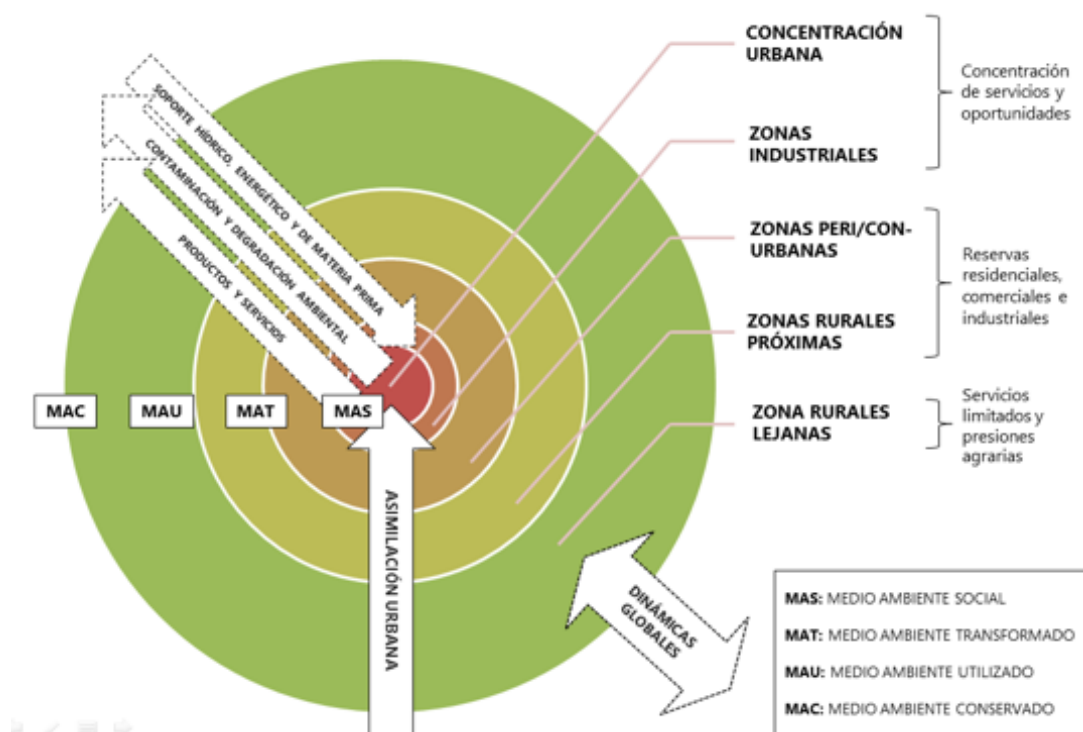 CONCENTRACIÓN
URBANA
Concentración
de servicios y
oportunidades
ZONAS
INDUSTRIALES
ZONAS PERI/CON-
URBANAS
Reservas
residenciales,
comerciales e
industriales
ZONAS RURALES
PRÓXIMAS
ZONA RURALES
LEJANAS
Servicios
limitados y
presiones
agrarias
SOPORTE HÍDRICO, ENERGÉTICO Y DE MATERIA PRIMA
CONTAMINACIÓN Y DEGRADACIÓN AMBIENTAL
PRODUCTOS Y SERVICIOS
MAC
MAU
MAT
MAS
ASIMILACIÓN URBANA
DINÁMICAS
GLOBALES
MAS: MEDIO AMBIENTE SOCIAL
MAT: MEDIO AMBIENTE TRANSFORMADO
MAU: MEDIO AMBIENTE UTILIZADO
MAC: MEDIO AMBIENTE CONSERVADO